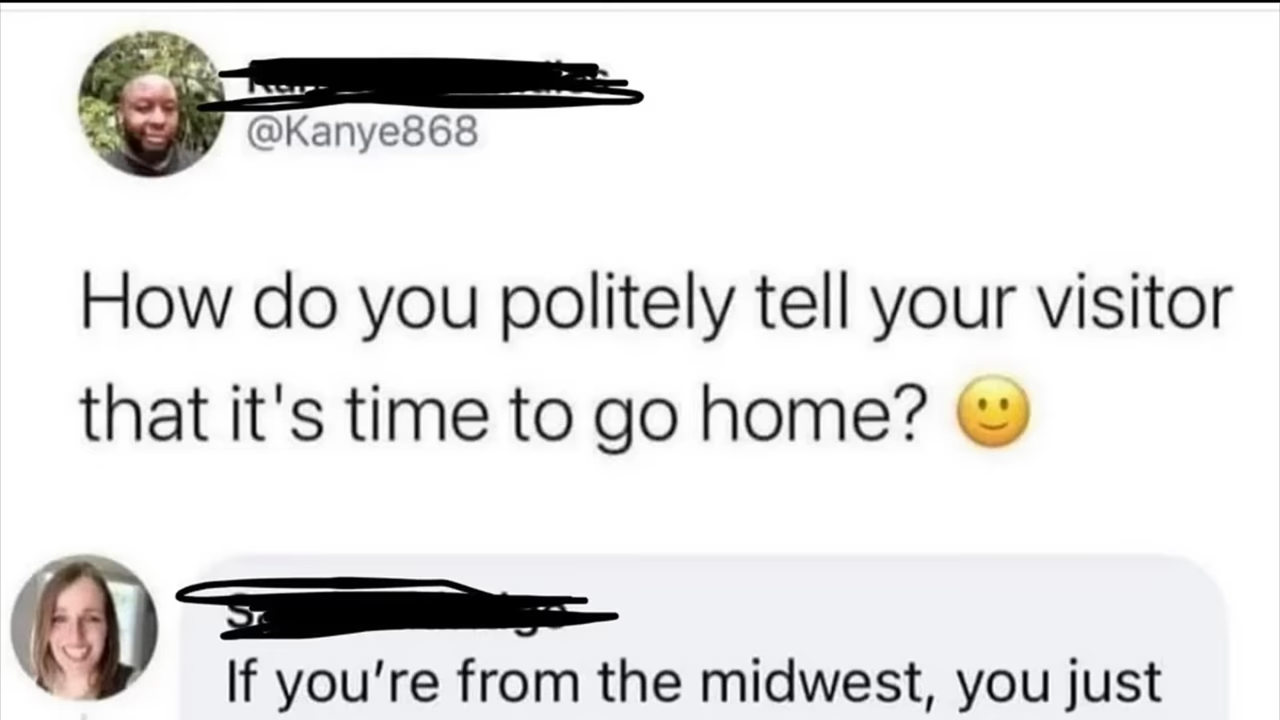 @Kanye868
How do you politely tell your visitor
that it's time to go home? 🙂
If you're from the midwest, you just